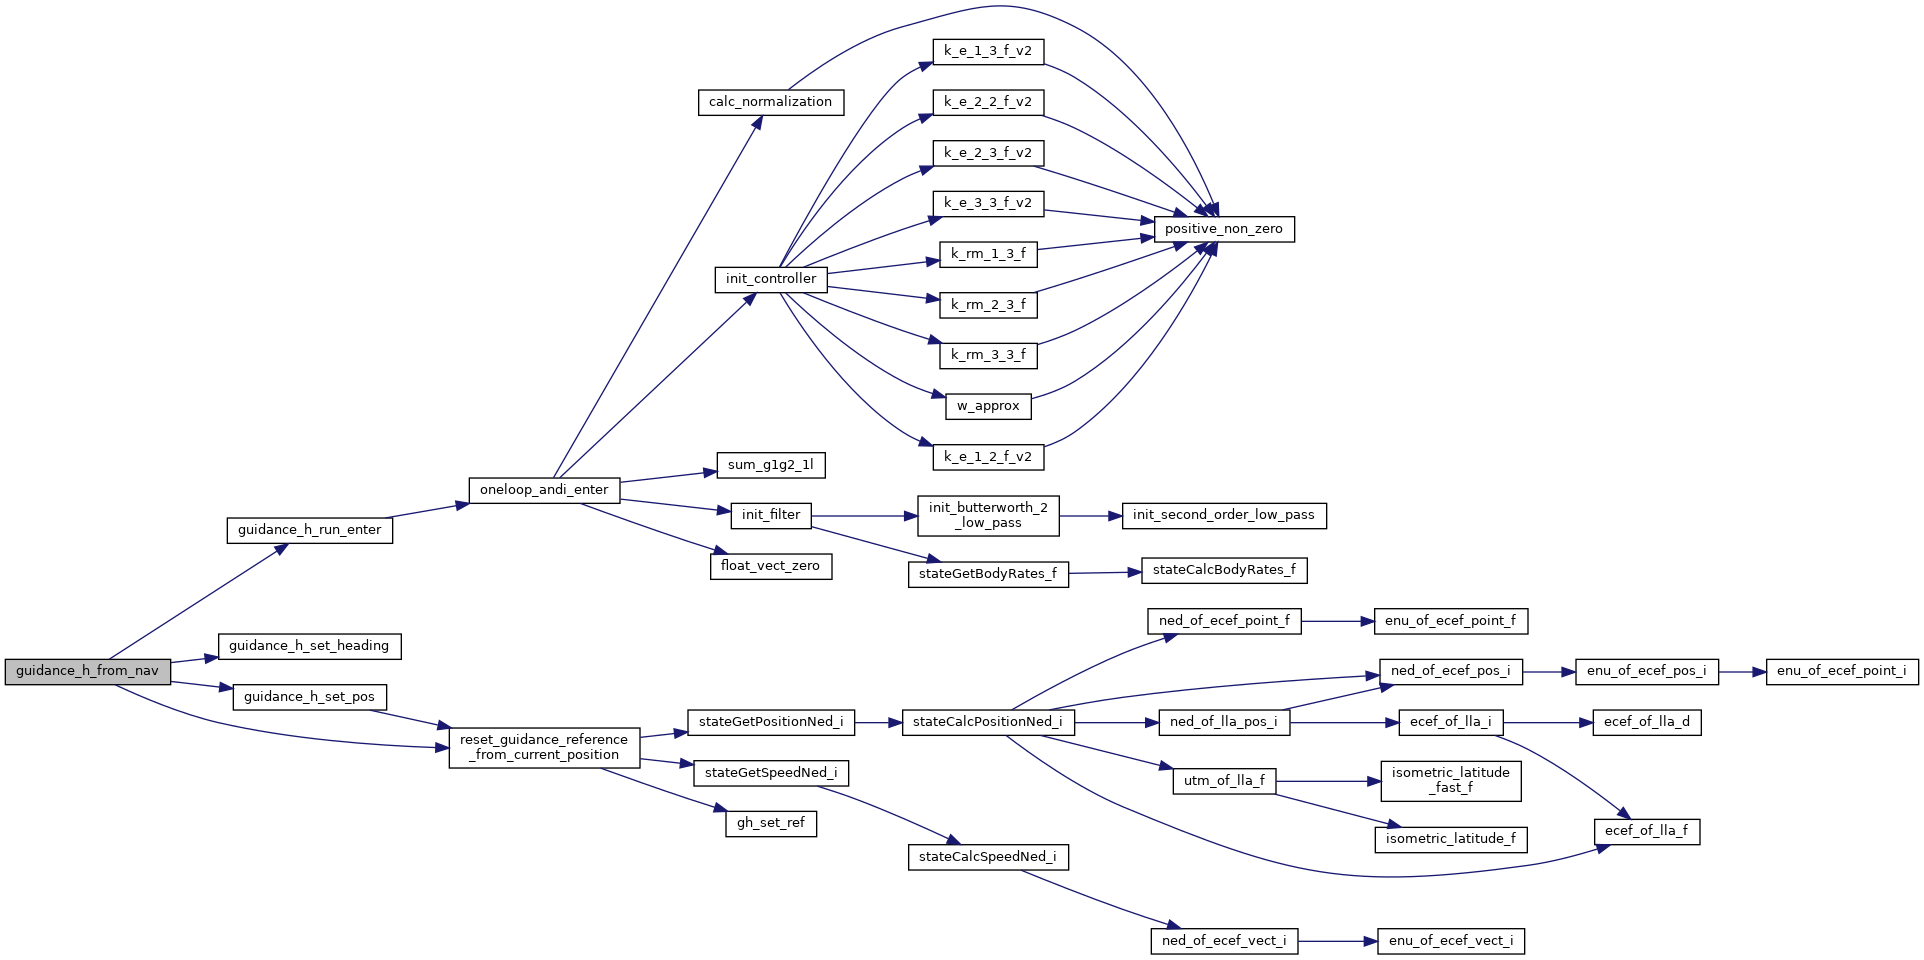 guidance_h_from_nav
guidance_h_run_enter
guidance_h_set_heading
guidance_h_set_pos
oneloop_andi_enter
reset_guidance_reference
_from_current_position
calc_normalization
init_controller
sum_g1g2_1l
init_filter
float_vect_zero
stateGetPositionNed_i
stateGetSpeedNed_i
gh_set_ref
k_e_1_3_f_v2
k_e_2_2_f_v2
k_e_2_3_f_v2
k_e_3_3_f_v2
k_rm_1_3_f
k_rm_2_3_f
k_rm_3_3_f
w_approx
k_e_1_2_f_v2
init_butterworth_2
_low_pass
stateGetBodyRates_f
stateCalcPositionNed_i
stateCalcSpeedNed_i
positive_non_zero
init_second_order_low_pass
stateCalcBodyRates_f
ned_of_ecef_point_f
ned_of_lla_pos_i
utm_of_lla_f
ned_of_ecef_vect_i
enu_of_ecef_point_f
ned_of_ecef_pos_i
ecef_of_lla_i
isometric_latitude
_fast_f
isometric_latitude_f
enu_of_ecef_vect_i
enu_of_ecef_pos_i
ecef_of_lla_d
ecef_of_lla_f
enu_of_ecef_point_i